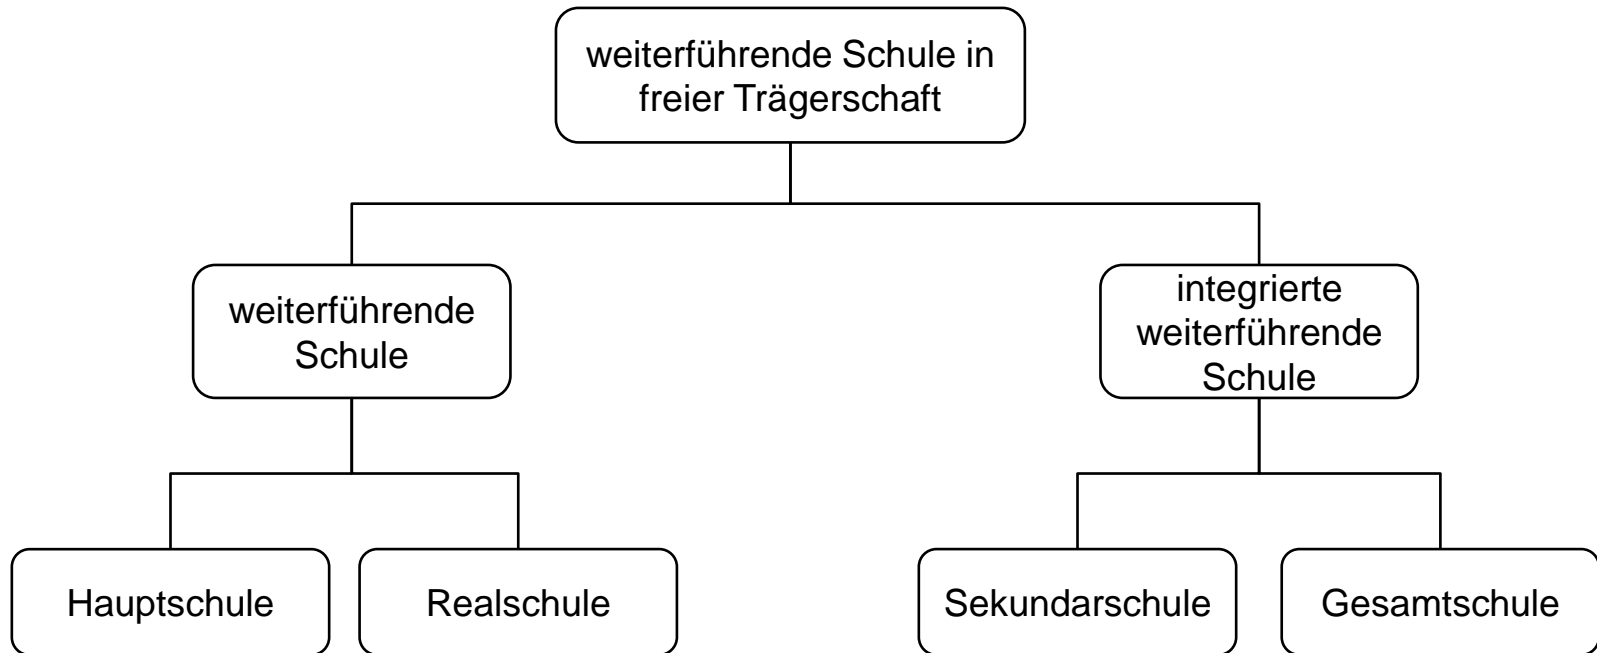 weiterführende Schule in
freier Trägerschaft
weiterführende
Schule
integrierte
weiterführende
Schule
Hauptschule
Realschule
Sekundarschule
Gesamtschule